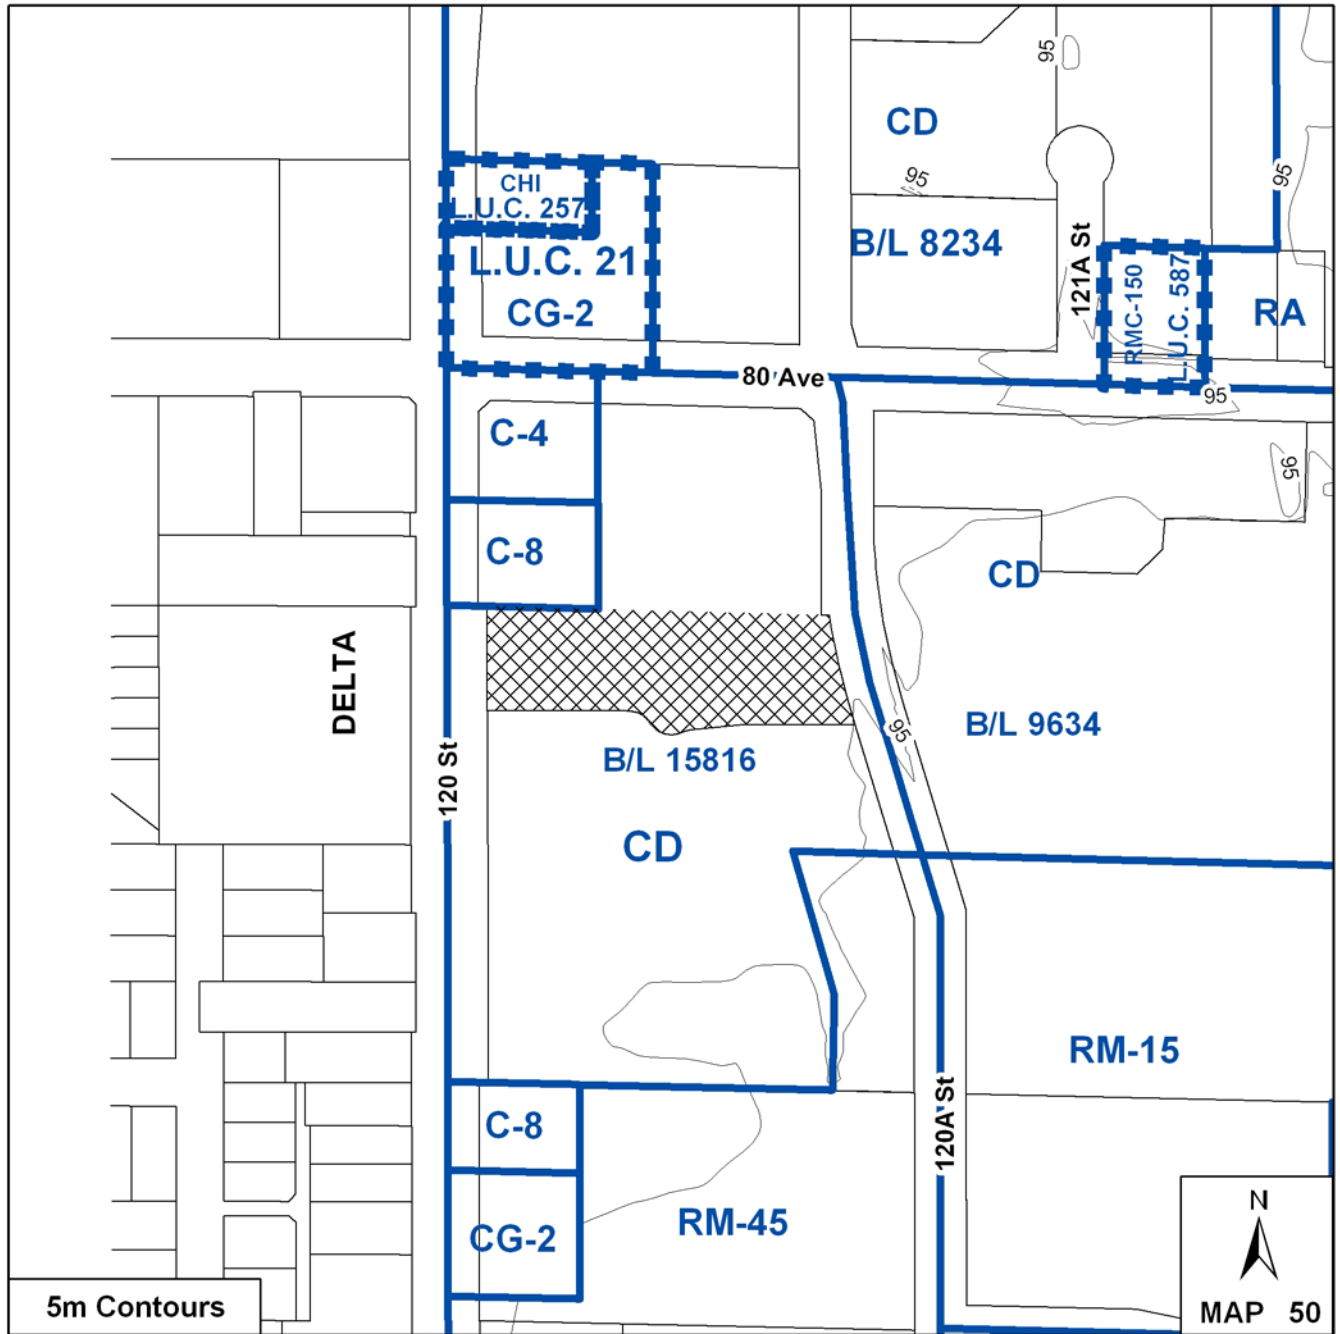 95
CD
CHI
L.U.C. 257
95
95
L.U.C. 21
CG-2
B/L 8234
121A St
RMC-150
L.U.C. 587
RA
80 Ave
95
C-4
95
C-8
CD
DELTA
120 St
B/L 15816
95
B/L 9634
CD
RM-15
C-8
120A St
CG-2
RM-45
N
5m Contours
MAP 50